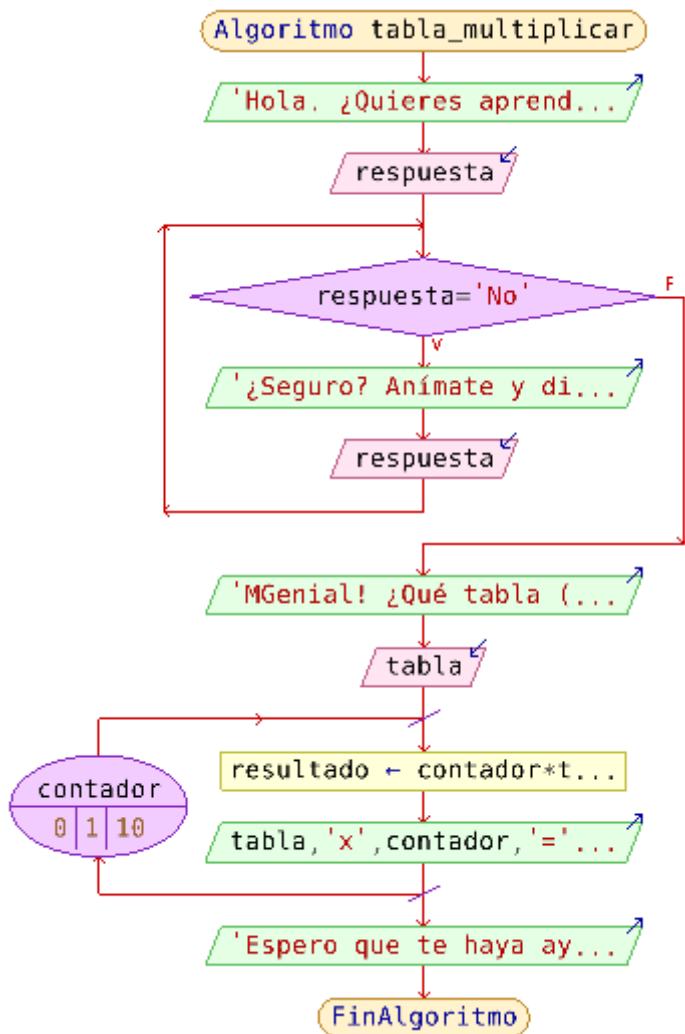 Algoritmo tabla_multiplicar
'Hola. ¿Quieres aprend...
respuesta
respuesta='No'
F
V
'¿Seguro? Anímate y di...
respuesta
'MGenial! ¿Qué tabla (...
tabla
resultado ← contador*t...
contador
0 1 10
tabla,'x',contador,'='...
'Espero que te haya ay...
FinAlgoritmo